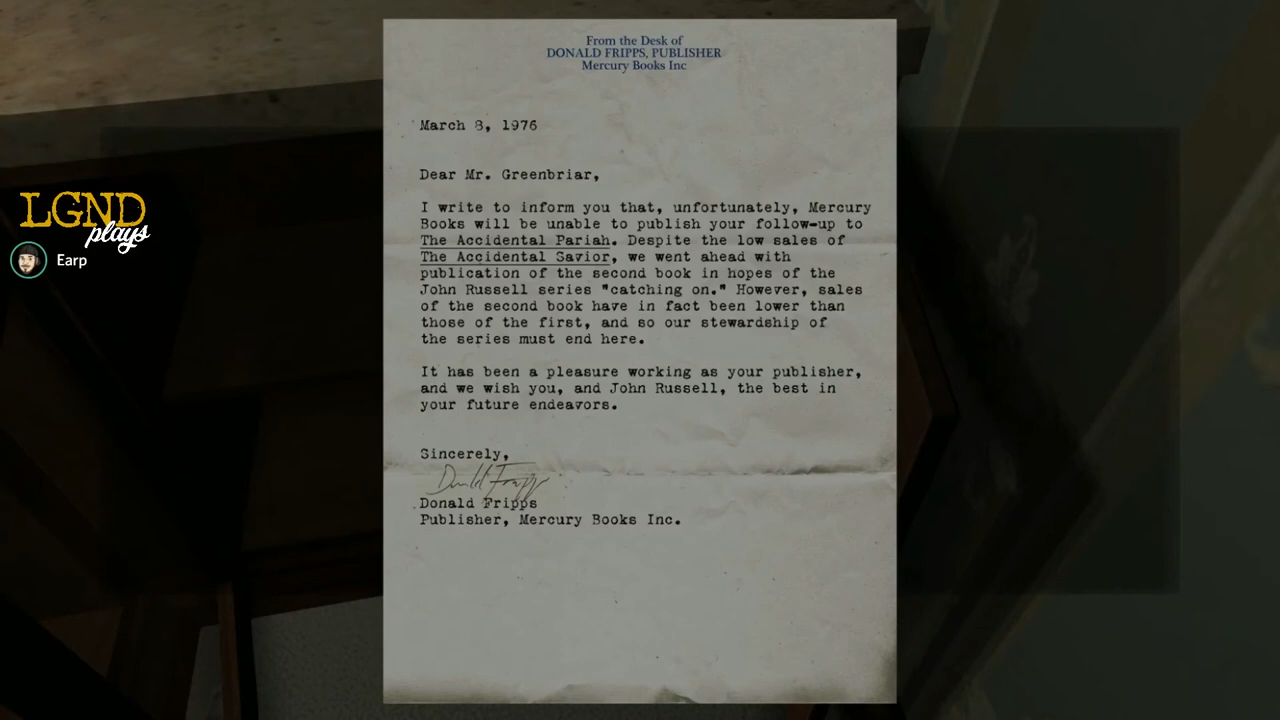 From the Desk of
DONALD FRIPPS, PUBLISHER
Mercury Books Inc
March 8, 1976
Dear Mr. Greenbriar,
I write to inform you that, unfortunately, Mercury
Books will be unable to publish your follow-up to
The Accidental Pariah. Despite the low sales of
The Accidental Savior, we went ahead with
publication of the second book in hopes of the
John Russell series "catching on." However, sales
of the second book have in fact been lower than
those of the first, and so our stewardship of
the series must end here.
It has been a pleasure working as your publisher,
and we wish you, and John Russell, the best in
your future endeavors.
Sincerely,
Donald Fripps
Donald Fripps
Publisher, Mercury Books Inc.
LGND
plays
Earp